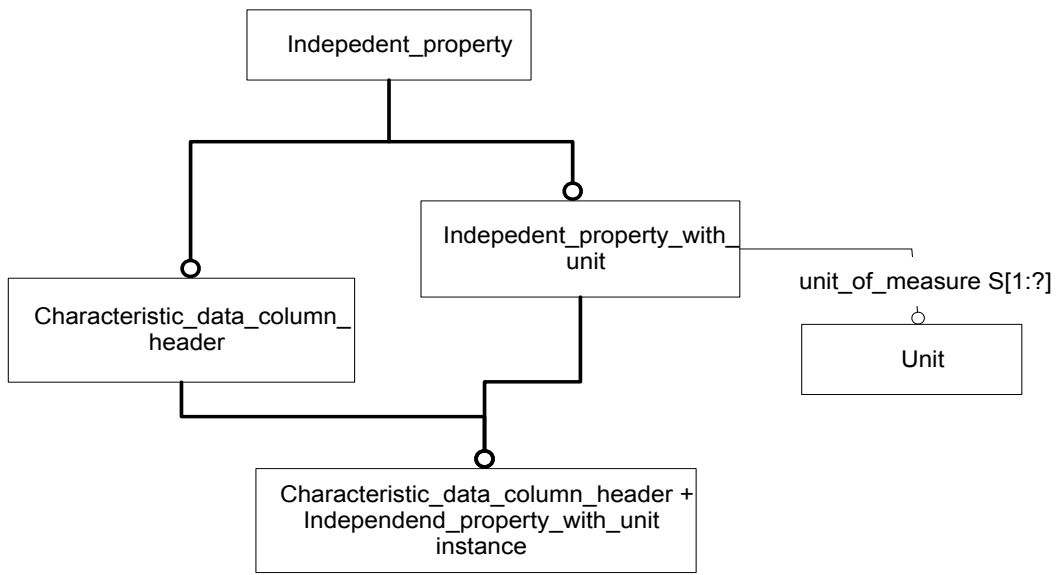 Indepedent_property
Indepedent_property_with_
unit
unit_of_measure S[1:?]
Characteristic_data_column_
header
Unit
Characteristic_data_column_header +
Independend_property_with_unit
instance